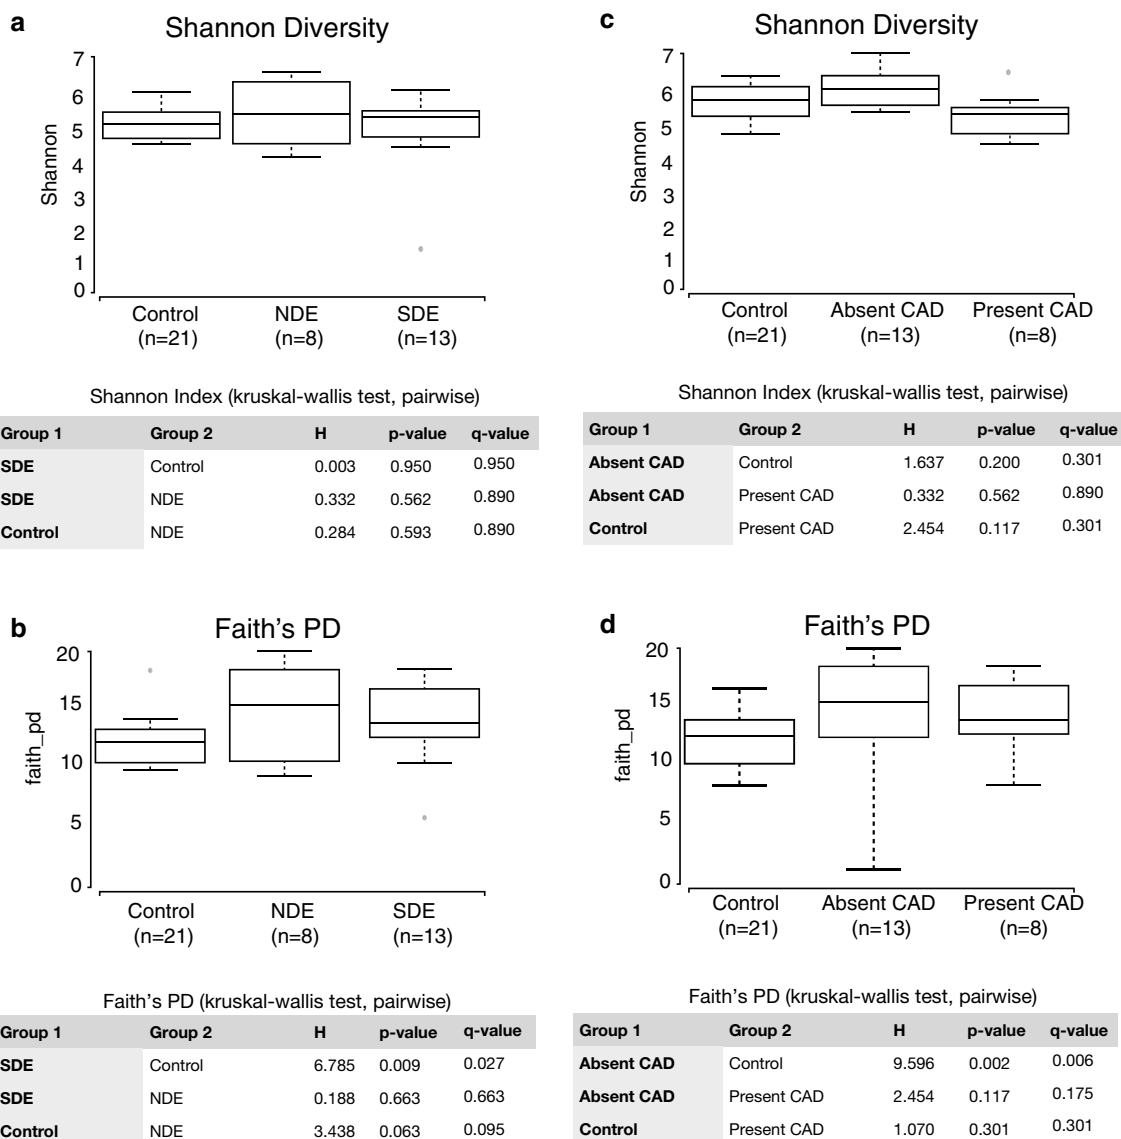 a
Shannon Diversity
7
6
5
4
3
2
1
0
Shannon
Control
(n=21)
NDE
(n=8)
SDE
(n=13)
Shannon Index (kruskal-wallis test, pairwise)
Group 1 Group 2 H p-value q-value
SDE Control 0.003 0.950 0.950
SDE NDE 0.332 0.562 0.890
Control NDE 0.284 0.593 0.890
c
Shannon Diversity
7
6
5
4
3
2
1
0
Shannon
Control
(n=21)
Absent CAD
(n=13)
Present CAD
(n=8)
Shannon Index (kruskal-wallis test, pairwise)
Group 1 Group 2 H p-value q-value
Absent CAD Control 1.637 0.200 0.301
Absent CAD Present CAD 0.332 0.562 0.890
Control Present CAD 2.454 0.117 0.301
b
Faith's PD
20
15
10
5
0
faith_pd
Control
(n=21)
NDE
(n=8)
SDE
(n=13)
Faith's PD (kruskal-wallis test, pairwise)
Group 1 Group 2 H p-value q-value
SDE Control 6.785 0.009 0.027
SDE NDE 0.188 0.663 0.663
Control NDE 3.438 0.063 0.095
d
Faith's PD
20
15
10
5
0
faith_pd
Control
(n=21)
Absent CAD
(n=13)
Present CAD
(n=8)
Faith's PD (kruskal-wallis test, pairwise)
Group 1 Group 2 H p-value q-value
Absent CAD Control 9.596 0.002 0.006
Absent CAD Present CAD 2.454 0.117 0.175
Control Present CAD 1.070 0.301 0.301